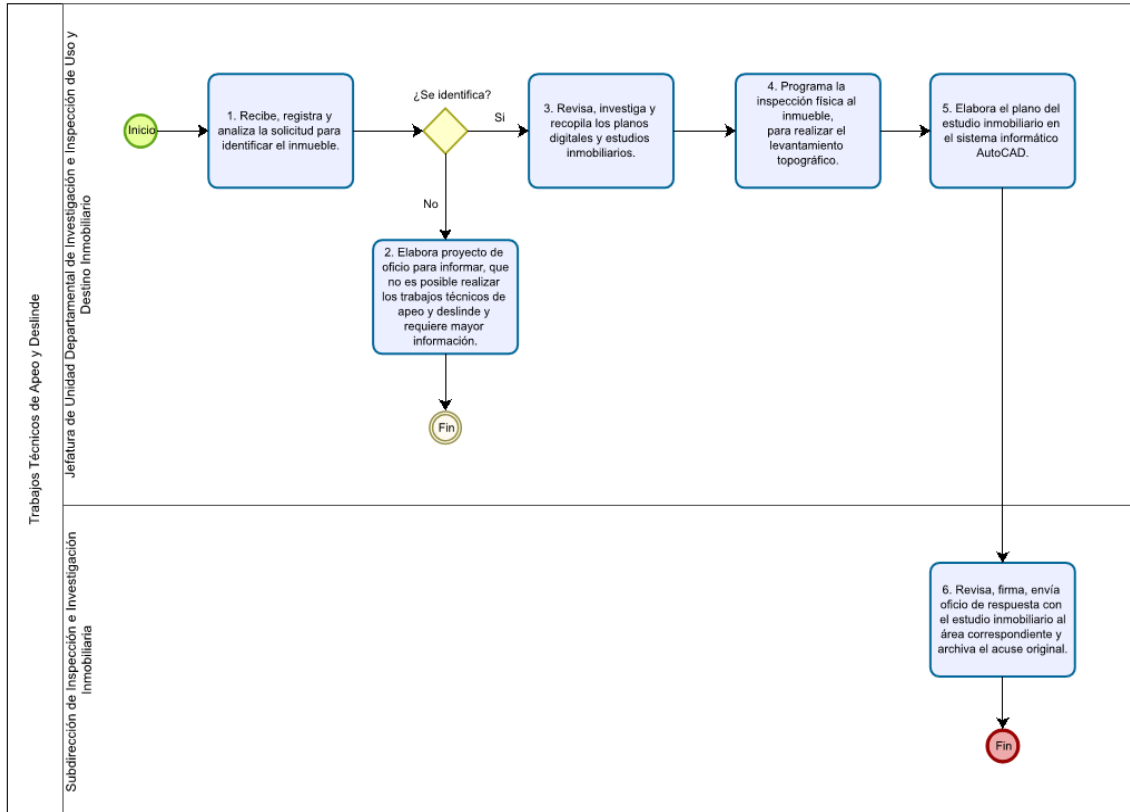 Trabajos Técnicos de Apeo y Deslinde
Jefatura de Unidad Departamental de Investigación e Inspección de Uso y
Destino Inmobiliario
Inicio
1. Recibe, registra y
analiza la solicitud para
identificar el inmueble.
¿Se identifica?
Si
No
2. Elabora proyecto de
oficio para informar, que
no es posible realizar
los trabajos técnicos de
apeo y deslinde y
requiere mayor
información.
Fin
3. Revisa, investiga y
recopila los planos
digitales y estudios
inmobiliarios.
4. Programa la
inspección física al
inmueble,
para realizar el
levantamiento
topográfico.
5. Elabora el plano del
estudio inmobiliario en
el sistema informático
AutoCAD.
Subdirección de Inspección e Investigación
Inmobiliaria
6. Revisa, firma, envía
oficio de respuesta con
el estudio inmobiliario al
área correspondiente y
archiva el acuse original.
Fin